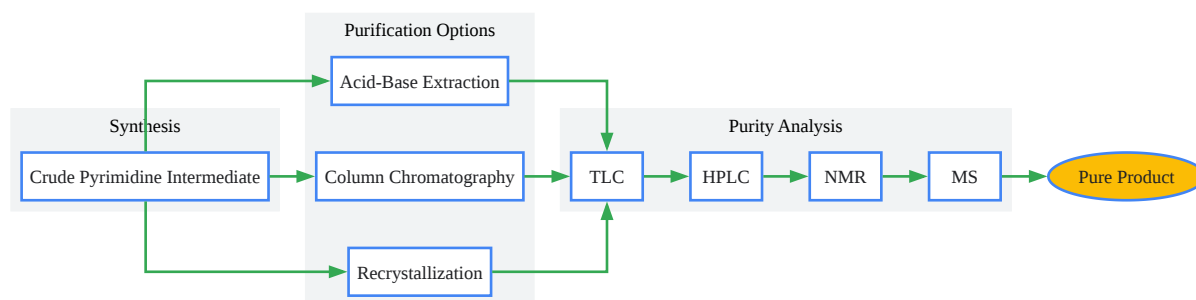 Purification Options
Acid-Base Extraction
Synthesis
Purity Analysis
Crude Pyrimidine Intermediate
Column Chromatography
TLC
HPLC
NMR
MS
Pure Product
Recrystallization